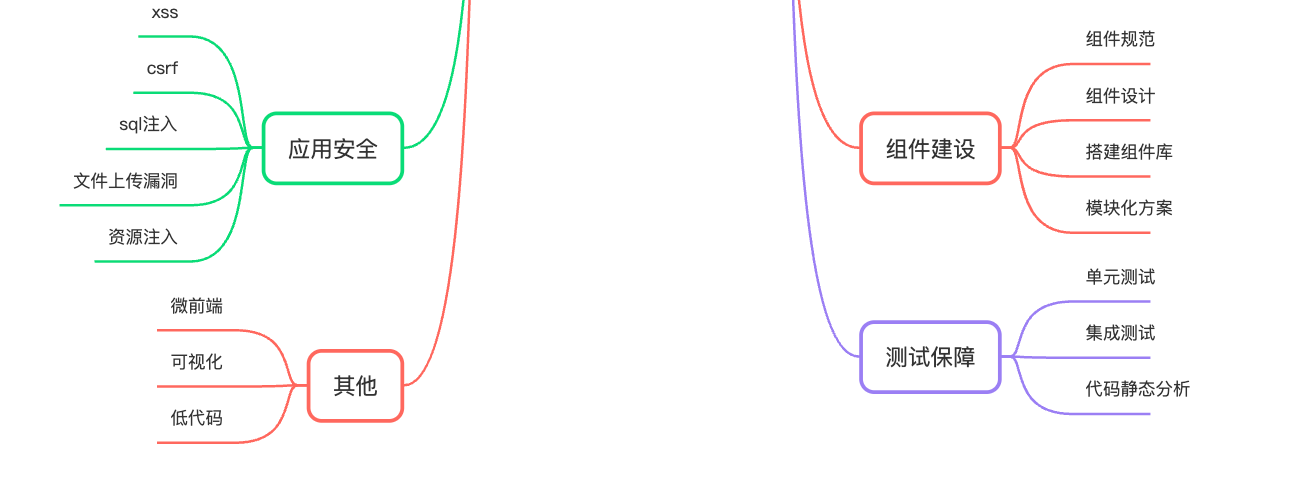 xss
csrf
sql注入
文件上传漏洞
资源注入
应用安全
微前端
可视化
低代码
其他
组件建设
组件规范
组件设计
搭建组件库
模块化方案
测试保障
单元测试
集成测试
代码静态分析